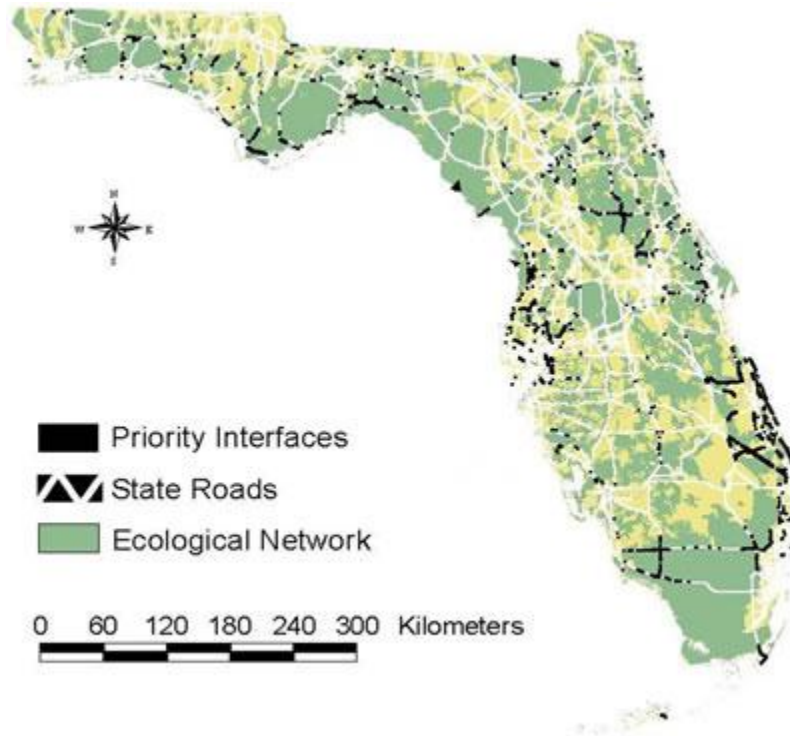 N
W E
S
Priority Interfaces
State Roads
Ecological Network
0 60 120 180 240 300 Kilometers